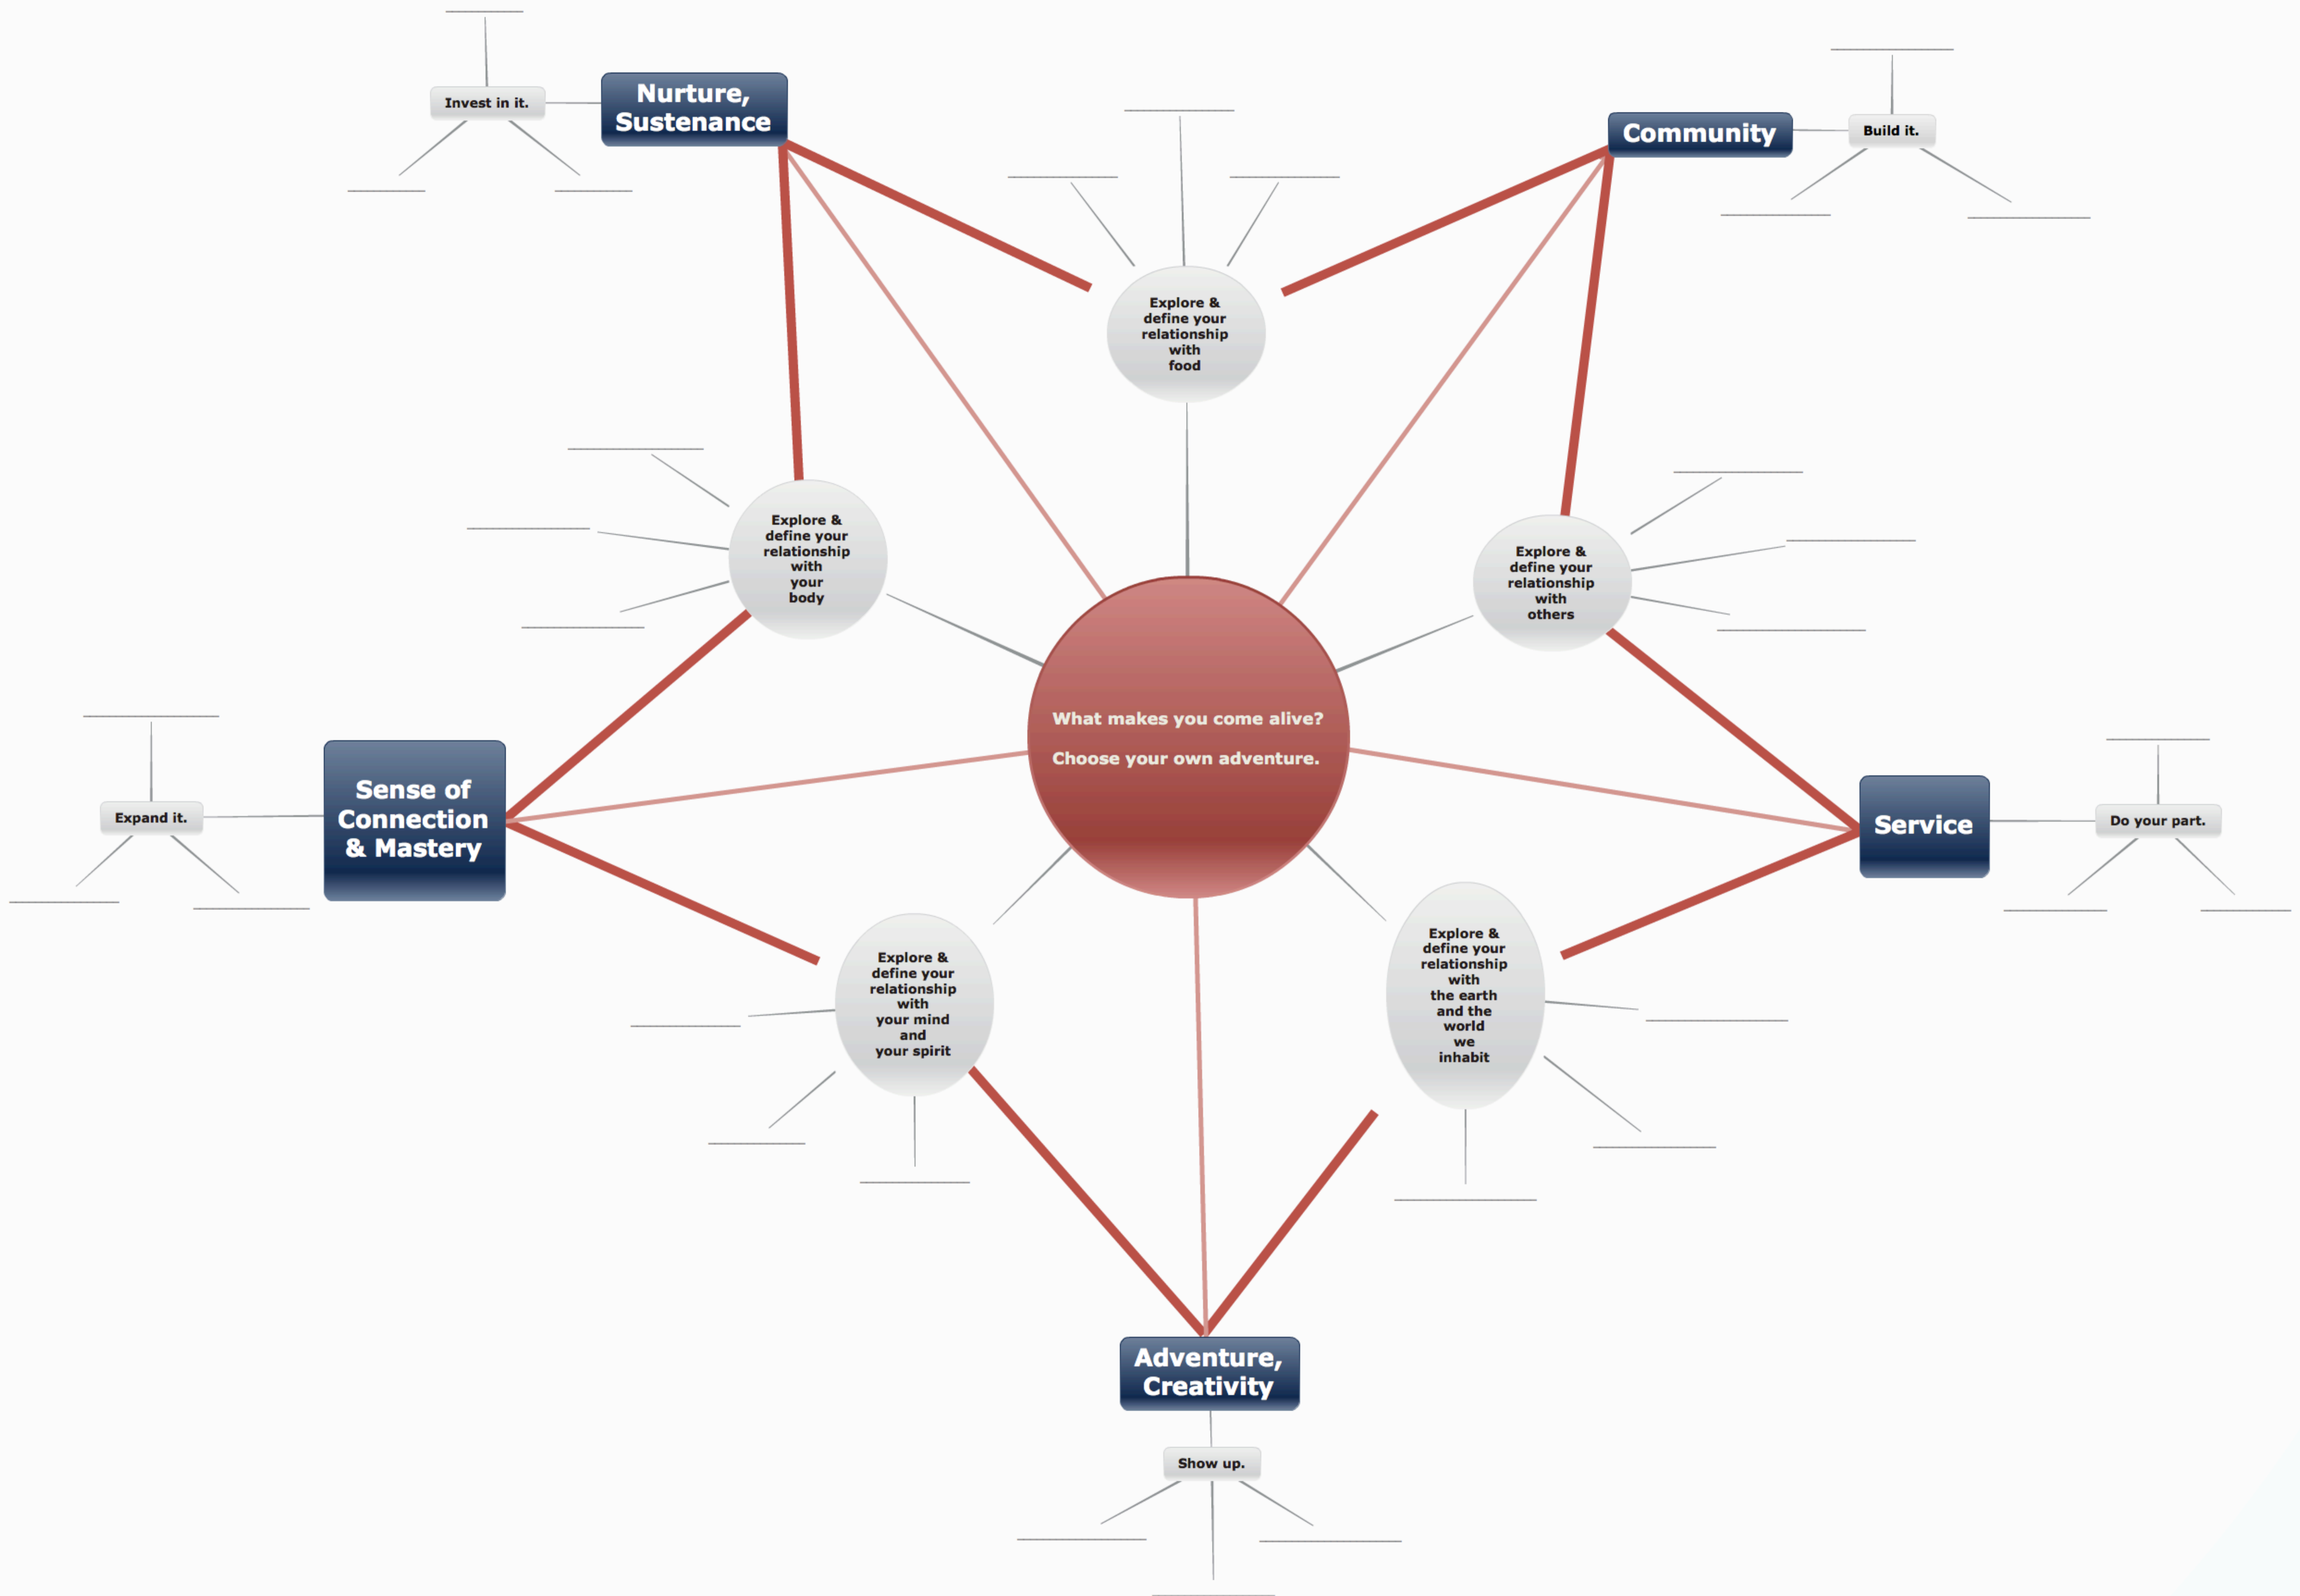 Nurture,
Sustenance
Invest in it.
Community
Build it.
Explore &
define your
relationship
with
food
Explore &
define your
relationship
with
your
body
Explore &
define your
relationship
with
others
What makes you come alive?
Choose your own adventure.
Expand it.
Sense of
Connection
& Mastery
Service
Do your part.
Explore &
define your
relationship
with
your mind
and
your spirit
Explore &
define your
relationship
with
the earth
and the
world
we
inhabit
Adventure,
Creativity
Show up.